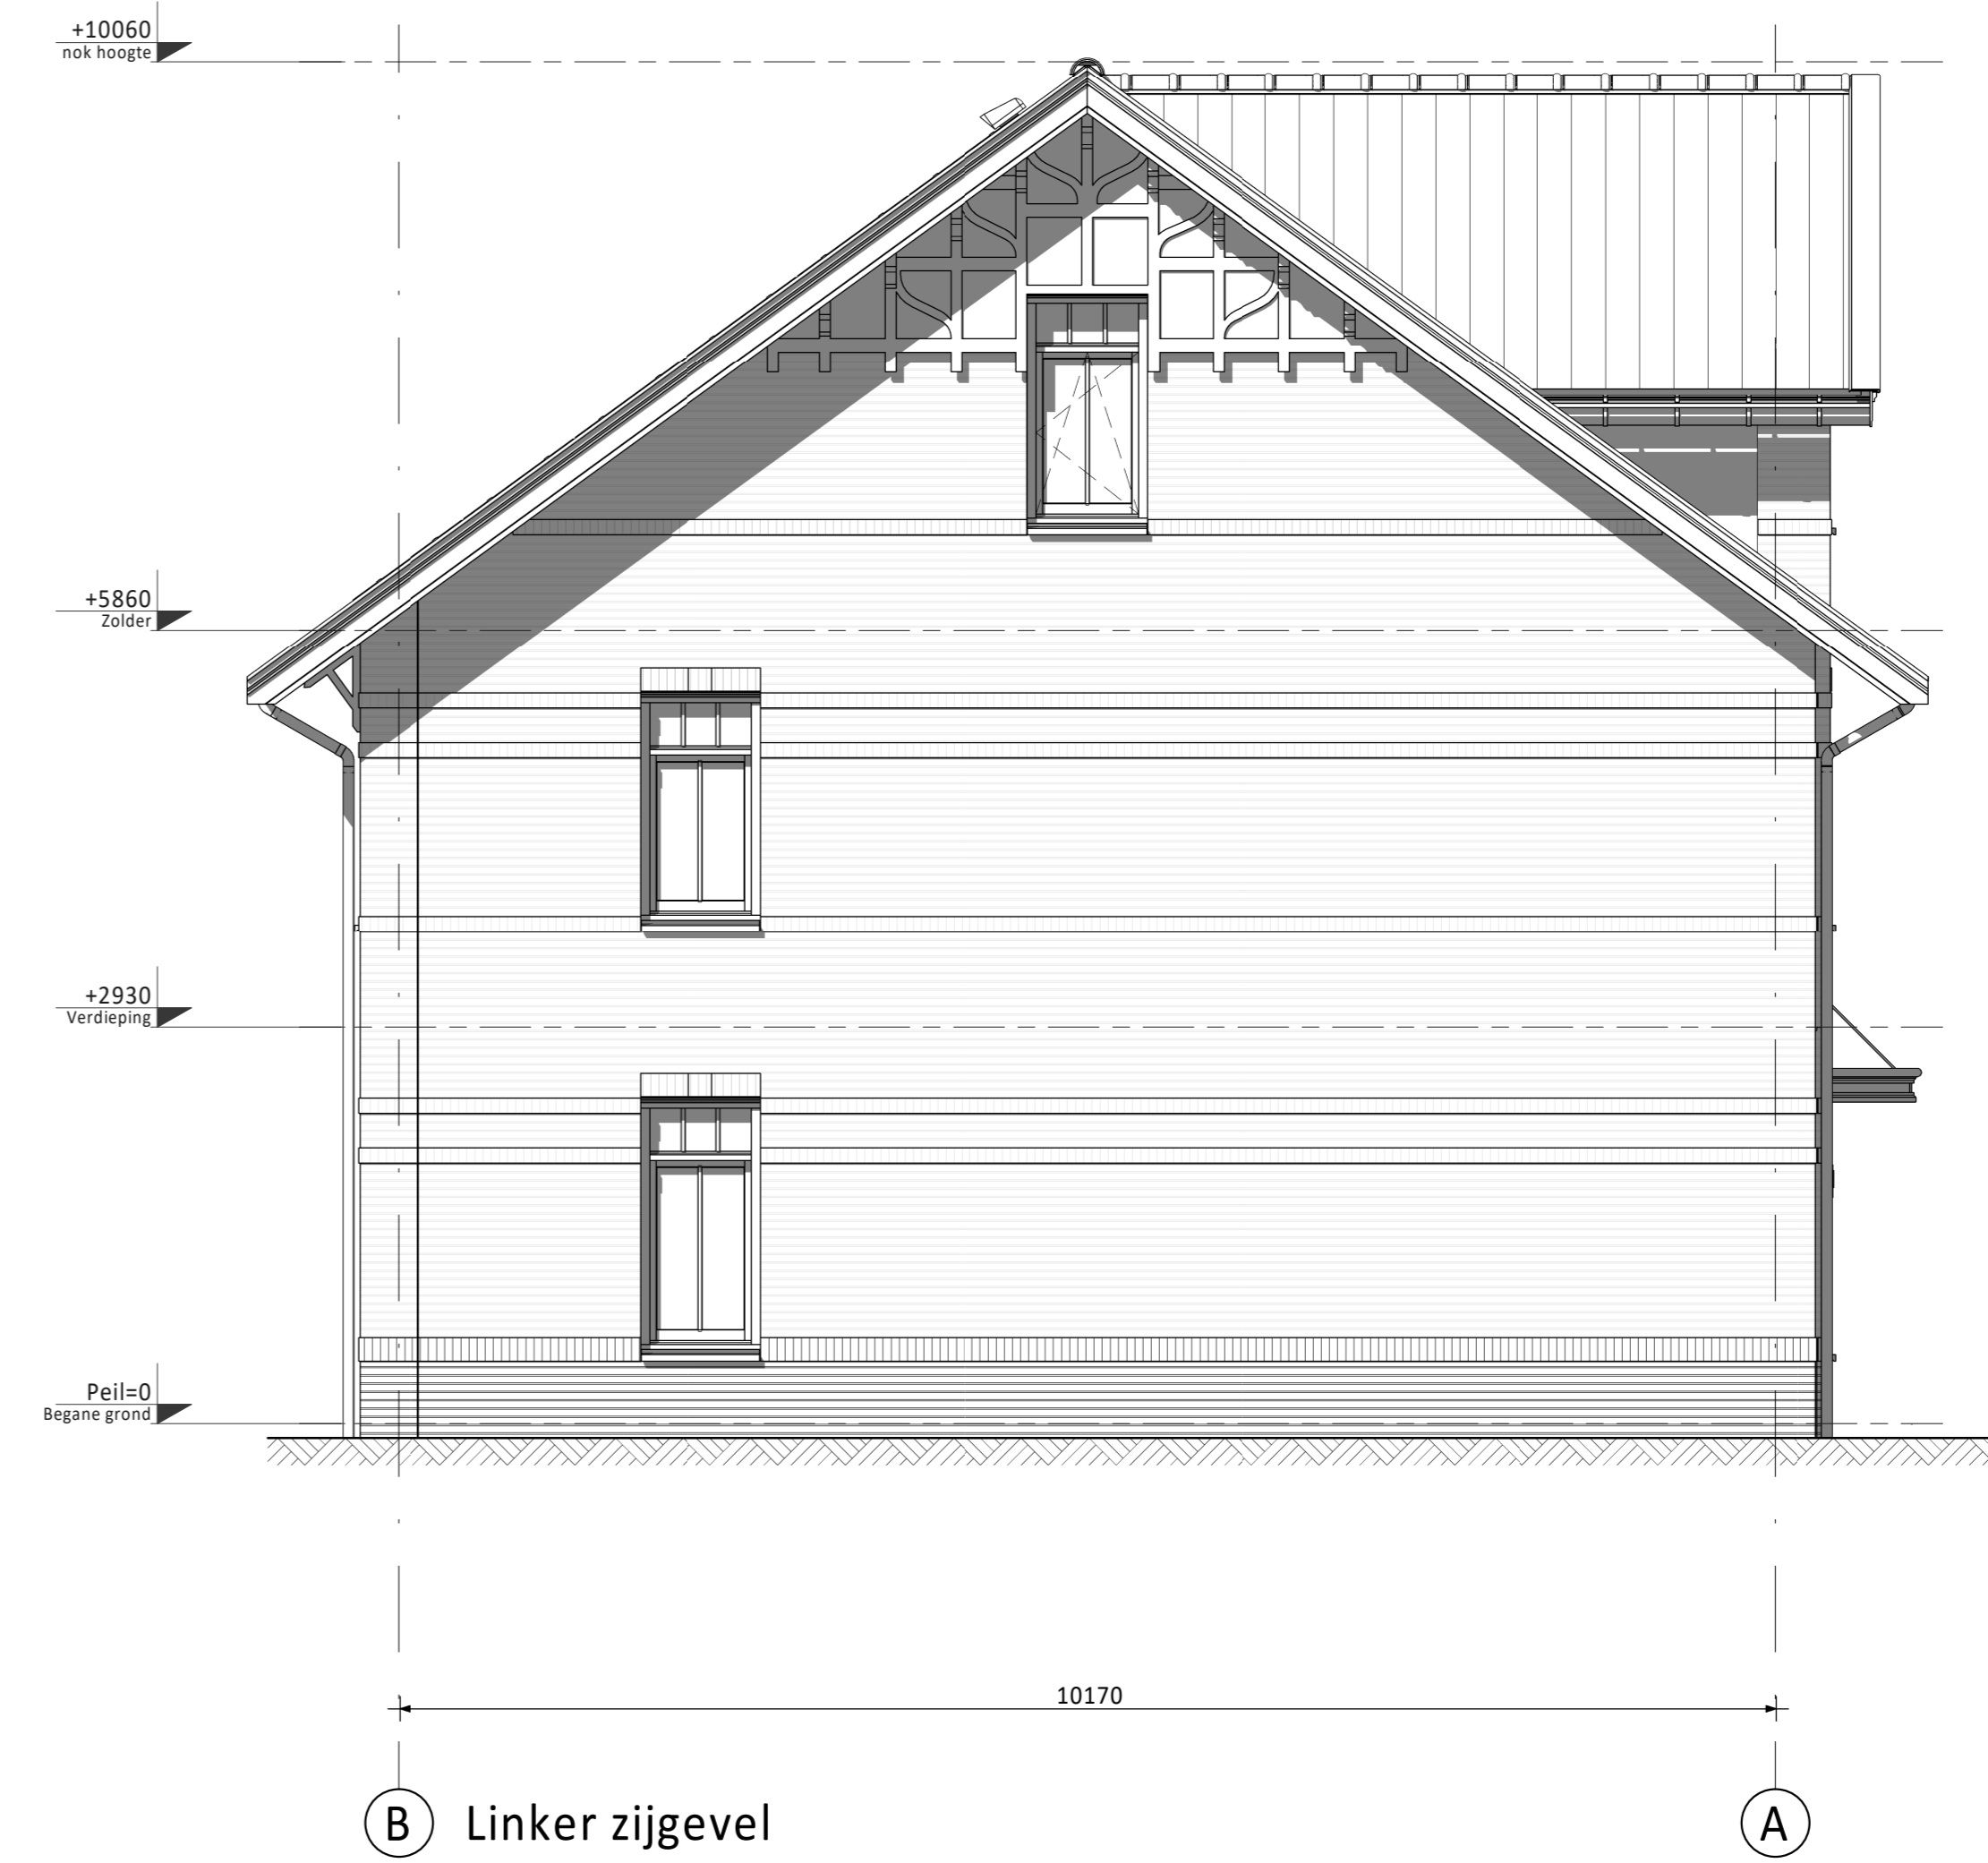 +10060
nok hoogte
+5860
Zolder
+2930
Verdieping
Peil=0
Begane grond
10170
B Linker zijgevel
A